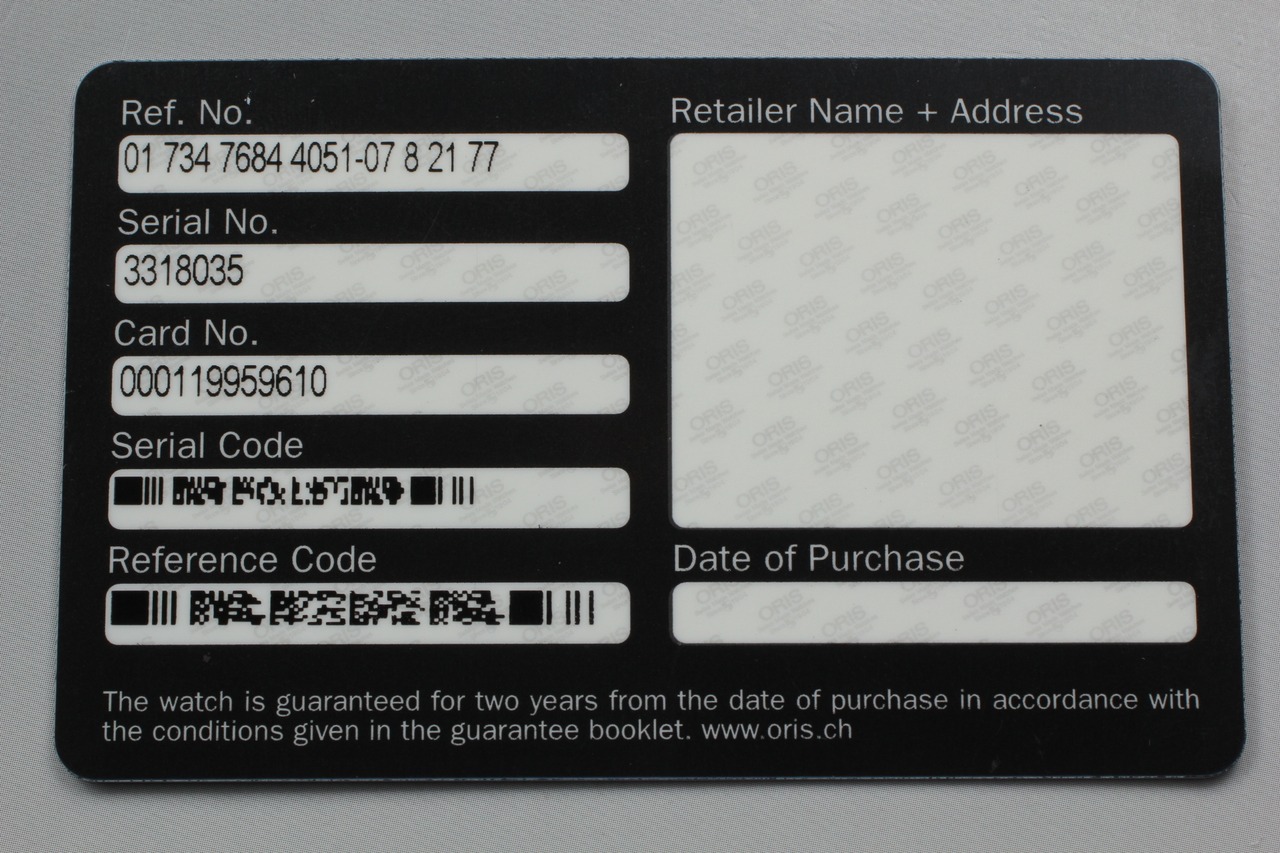 Ref. No.
01 734 7684 4051-07 8 21 77
Serial No.
3318035
Card No.
000119959610
Serial Code
Reference Code
Retailer Name + Address
ORIS
Date of Purchase
ORIS
The watch is guaranteed for two years from the date of purchase in accordance with
the conditions given in the guarantee booklet. www.oris.ch